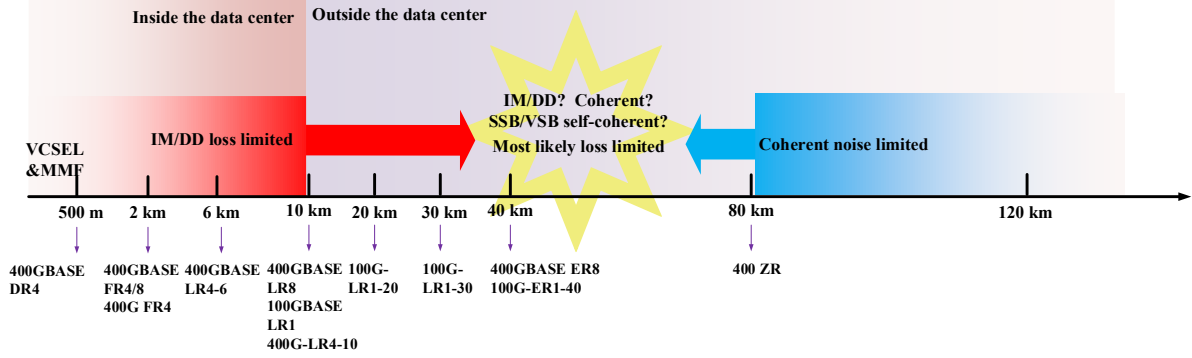 Inside the data center
Outside the data center
IM/DD? Coherent?
SSB/VSB self-coherent?
Most likely loss limited
IM/DD loss limited
Coherent noise limited
VCSEL
&MMF
500 m
2 km
6 km
10 km
20 km
30 km
40 km
80 km
120 km
400GBASE
DR4
400GBASE
FR4/8
400G FR4
400GBASE
LR4-6
400GBASE
LR8
100GBASE
LR1
400G-LR4-10
100G-
LR1-20
100G-
LR1-30
400GBASE ER8
100G-ER1-40
400 ZR